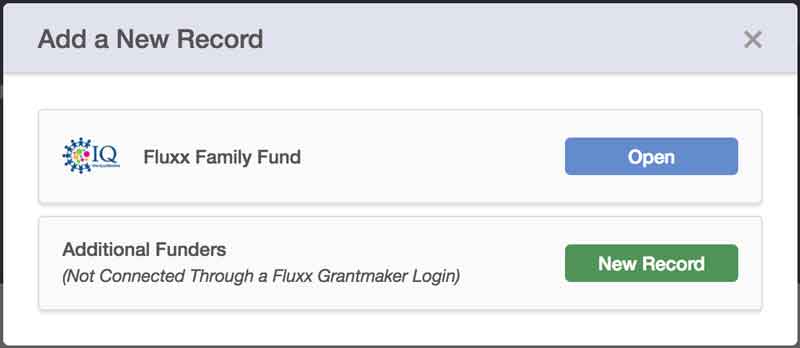 Add a New Record
IQ
Fluxx Family Fund
Open
Additional Funders
(Not Connected Through a Fluxx Grantmaker Login)
New Record